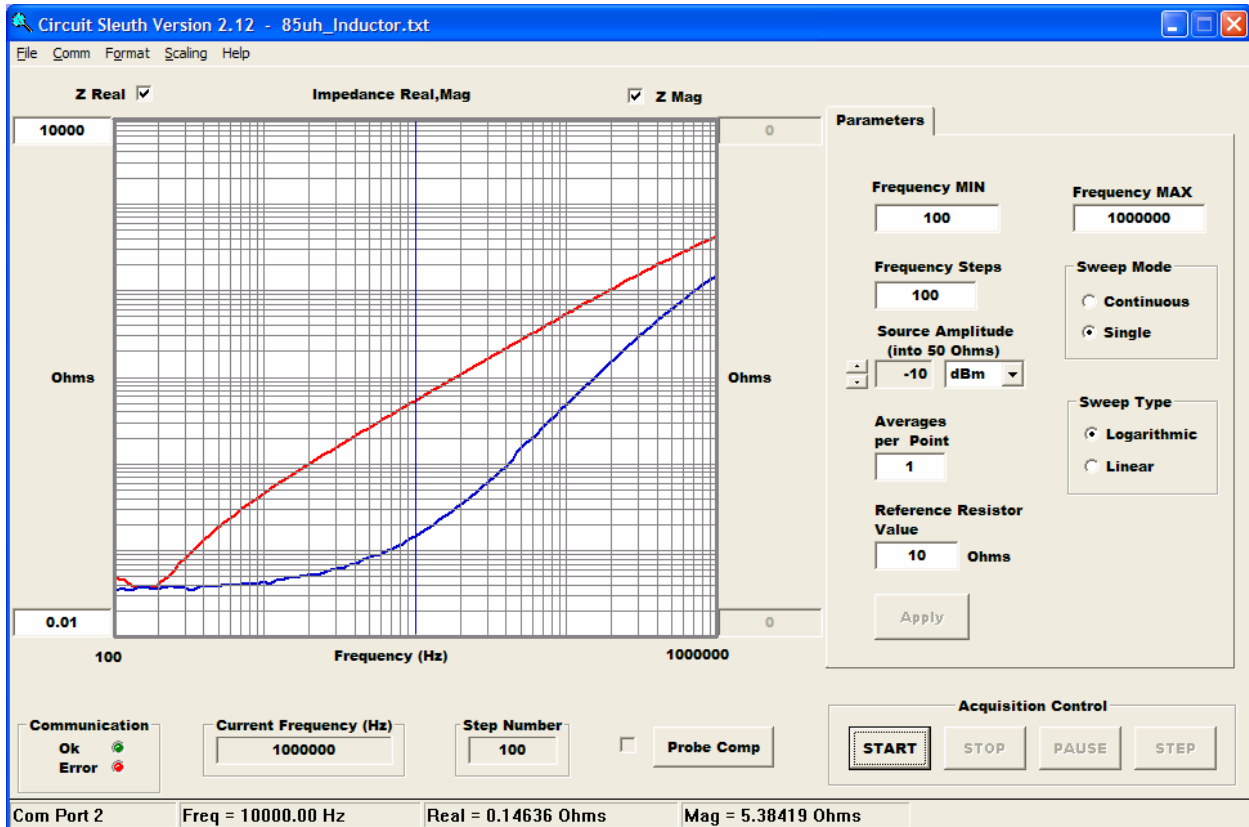 Circuit Sleuth Version 2.12 - 85uh_Inductor.txt
File Comm Format Scaling Help
Z Real
Impedance Real,Mag
Z Mag
10000
0
Ohms
Ohms
0.01
0
100
Frequency (Hz)
1000000
Parameters
Frequency MIN
Frequency MAX
100
1000000
Frequency Steps
100
Sweep Mode
Continuous
Single
Source Amplitude
(into 50 Ohms)
-10
dBm
Averages
per Point
1
Sweep Type
Logarithmic
Linear
Reference Resistor
Value
10 Ohms
Apply
Communication
Ok
Error
Current Frequency (Hz)
1000000
Step Number
100
Probe Comp
Acquisition Control
START STOP PAUSE STEP
Com Port 2 Freq = 10000.00 Hz Real = 0.14636 Ohms Mag = 5.38419 Ohms